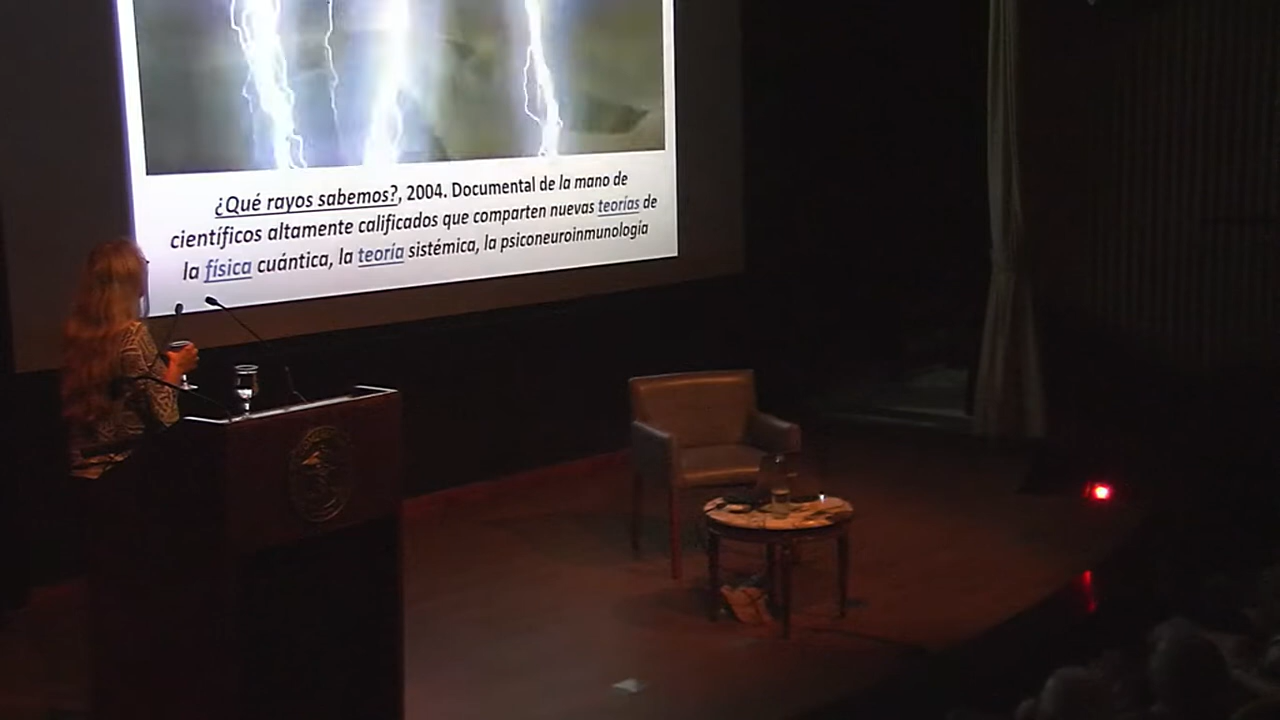 ¿Qué rayos sabemos?, 2004. Documental de la mano de
científicos altamente calificados que comparten nuevas teorías de
la física cuántica, la teoría sistémica, la psiconeuroinmunología